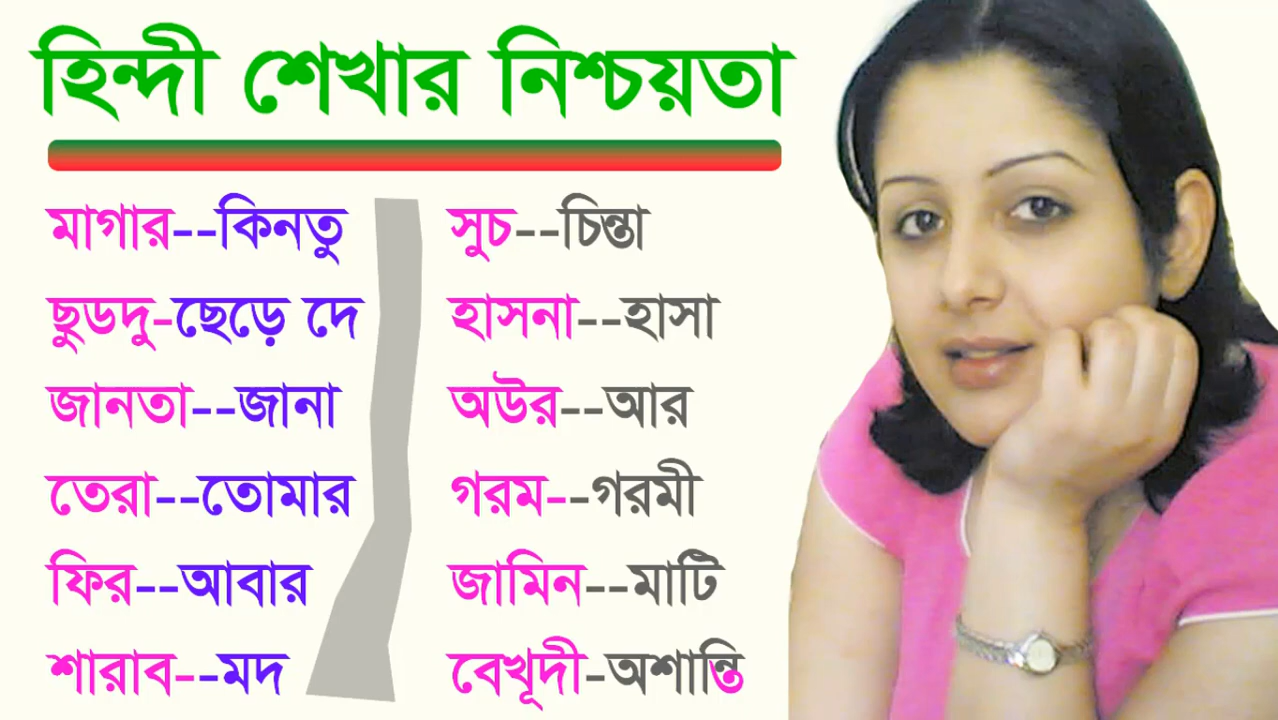 হিন্দী শেখার নিশ্চয়তা
মাগার--কিনতু
ছুডদু-ছেড়ে দে
জানতা--জানা
তেরা--তোমার
ফির--আবার
শারাব--মদ
সুচ--চিন্তা
হাসনা--হাসা
অউর--আর
গরম--গরমী
জামিন--মাটি
বেখূদী-অশান্তি